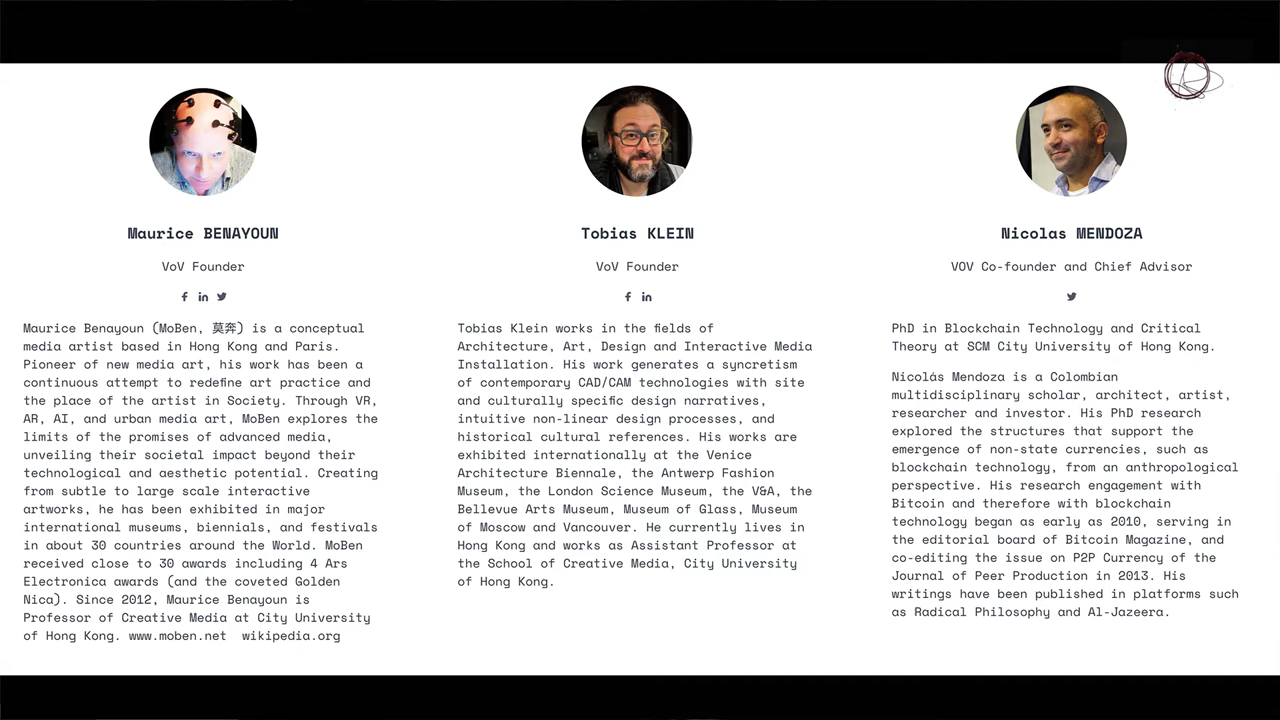 Maurice BENAYOUN
VoV Founder
Maurice Benayoun (MoBen, 莫奔) is a conceptual
media artist based in Hong Kong and Paris.
Pioneer of new media art, his work has been a
continuous attempt to redefine art practice and
the place of the artist in Society. Through VR,
AR, AI, and urban media art, MoBen explores the
limits of the promises of advanced media,
unveiling their societal impact beyond their
technological and aesthetic potential. Creating
from subtle to large scale interactive
artworks, he has been exhibited in major
international museums, biennials, and festivals
in about 30 countries around the World. MoBen
received close to 30 awards including 4 Ars
Electronica awards (and the coveted Golden
Nica). Since 2012, Maurice Benayoun is
Professor of Creative Media at City University
of Hong Kong. www.moben.net wikipedia.org
Tobias KLEIN
VoV Founder
Tobias Klein works in the fields of
Architecture, Art, Design and Interactive Media
Installation. His work generates a syncretism
of contemporary CAD/CAM technologies with site
and culturally specific design narratives,
intuitive non-linear design processes, and
historical cultural references. His works are
exhibited internationally at the Venice
Architecture Biennale, the Antwerp Fashion
Museum, the London Science Museum, the V&A, the
Bellevue Arts Museum, Museum of Glass, Museum
of Moscow and Vancouver. He currently lives in
Hong Kong and works as Assistant Professor at
the School of Creative Media, City University
of Hong Kong.
Nicolas MENDOZA
VOV Co-founder and Chief Advisor
PhD in Blockchain Technology and Critical
Theory at SCM City University of Hong Kong.
Nicolás Mendoza is a Colombian
multidisciplinary scholar, architect, artist,
researcher and investor. His PhD research
explored the structures that support the
emergence of non-state currencies, such as
blockchain technology, from an anthropological
perspective. His research engagement with
Bitcoin and therefore with blockchain
technology began as early as 2010, serving in
the editorial board of Bitcoin Magazine, and
co-editing the issue on P2P Currency of the
Journal of Peer Production in 2013. His
writings have been published in platforms such
as Radical Philosophy and Al-Jazeera.